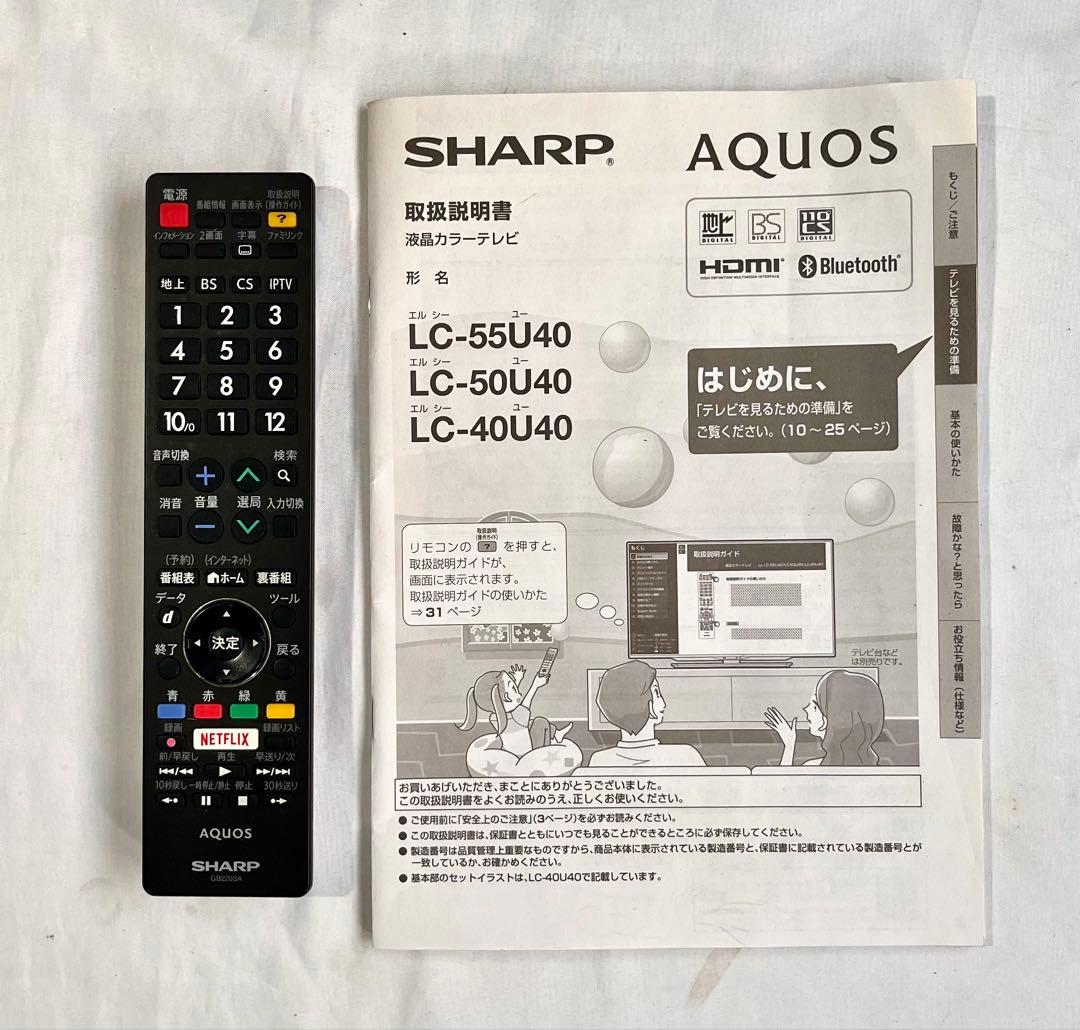 電源
番組情報 画面表示 取扱説明(操作ガイド)
?
インフォメーション 2画面 字幕 ファミリンク
地上 BS CS IPTV
1 2 3
4 5 6
7 8 9
10/0 11 12
音声切換 + 検索
消音 音量 選局 入力切換
(予約) (インターネット)
番組表 ホーム 裏番組
データ ツール
d
決定
終了 戻る
青 赤 緑 黄
録画 NETFLIX 録画リスト
前/早戻し 再生 早送り/次
10秒戻し 一時停止/静止 停止 30秒送り
AQUOS
SHARP
GB220SA
SHARP® AQUOS
取扱説明書
液晶カラーテレビ
形名
地上 DIGITAL
BS DIGITAL
110 CS DIGITAL
HDMI®
HIGH-DEFINITION MULTIMEDIA INTERFACE
Bluetooth®
エル シー ユー
LC-55U40
エル シー ユー
LC-50U40
エル シー ユー
LC-40U40
はじめに、
「テレビを見るための準備」を
ご覧ください。(10～25ページ)
もくじ/ご注意
テレビを見るための準備
基本の使いかた
故障かな?と思ったら
お役立ち情報(仕様など)
取扱説明
(操作ガイド)
リモコンの ? を押すと、
取扱説明ガイドが、
画面に表示されます。
取扱説明ガイドの使いかた
⇒31ページ
もくじ
取扱説明ガイド
テレビ台など
は別売りです。
お買いあげいただき、まことにありがとうございました。
この取扱説明書をよくお読みのうえ、正しくお使いください。
● ご使用前に「安全上のご注意」(3ページ)を必ずお読みください。
● この取扱説明書は、保証書とともにいつでも見ることができるところに必ず保存してください。
● 製造番号は品質管理上重要なものですから、商品本体に表示されている製造番号と、保証書に記載されている製造番号とが
一致しているか、お確かめください。
● 基本部のセットイラストは、LC-40U40で記載しています。